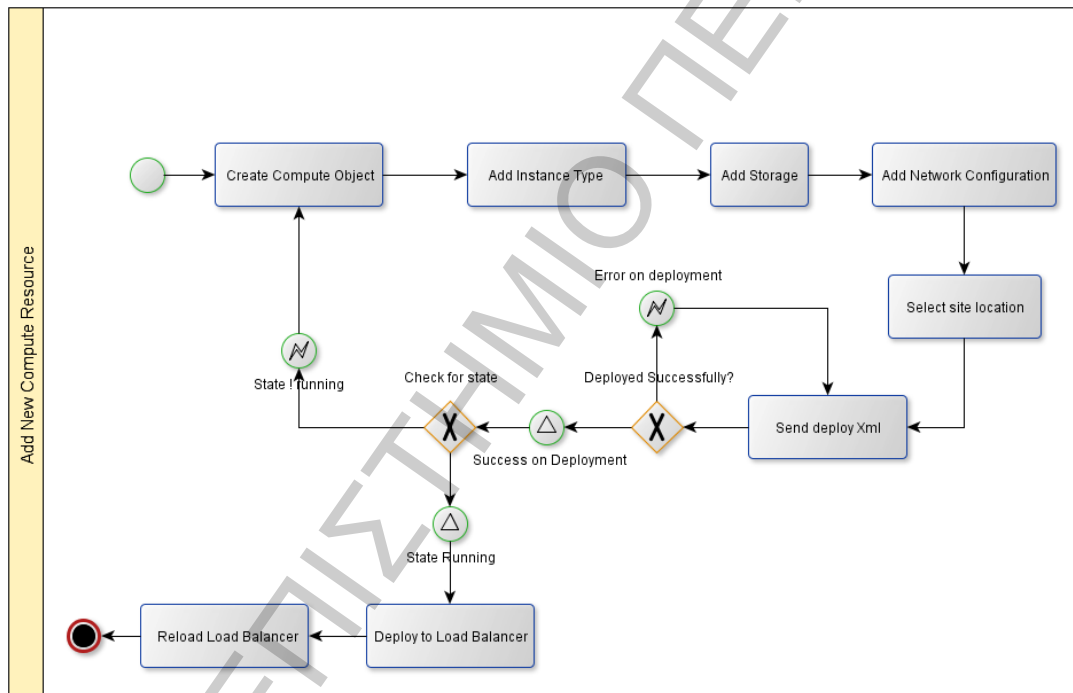 Add New Compute Resource
Create Compute Object
Add Instance Type
Add Storage
Add Network Configuration
Error on deployment
Select site location
State ! running
Check for state
Deployed Successfully?
Send deploy Xml
Success on Deployment
State Running
Reload Load Balancer
Deploy to Load Balancer
ΕΠΙΣΤΗΜΙΟ ΠΕ